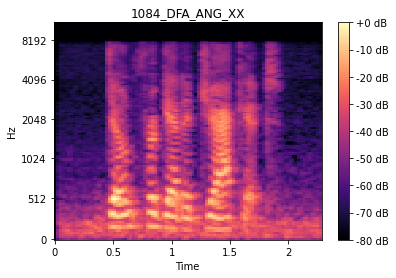 1084_DFA_ANG_XX
+0 dB
8192
-10 dB
4096
-20 dB
-30 dB
2048
-40 dB
Hz
1024
-50 dB
512
-60 dB
-70 dB
0
-80 dB
0 0.5 1 1.5 2
Time